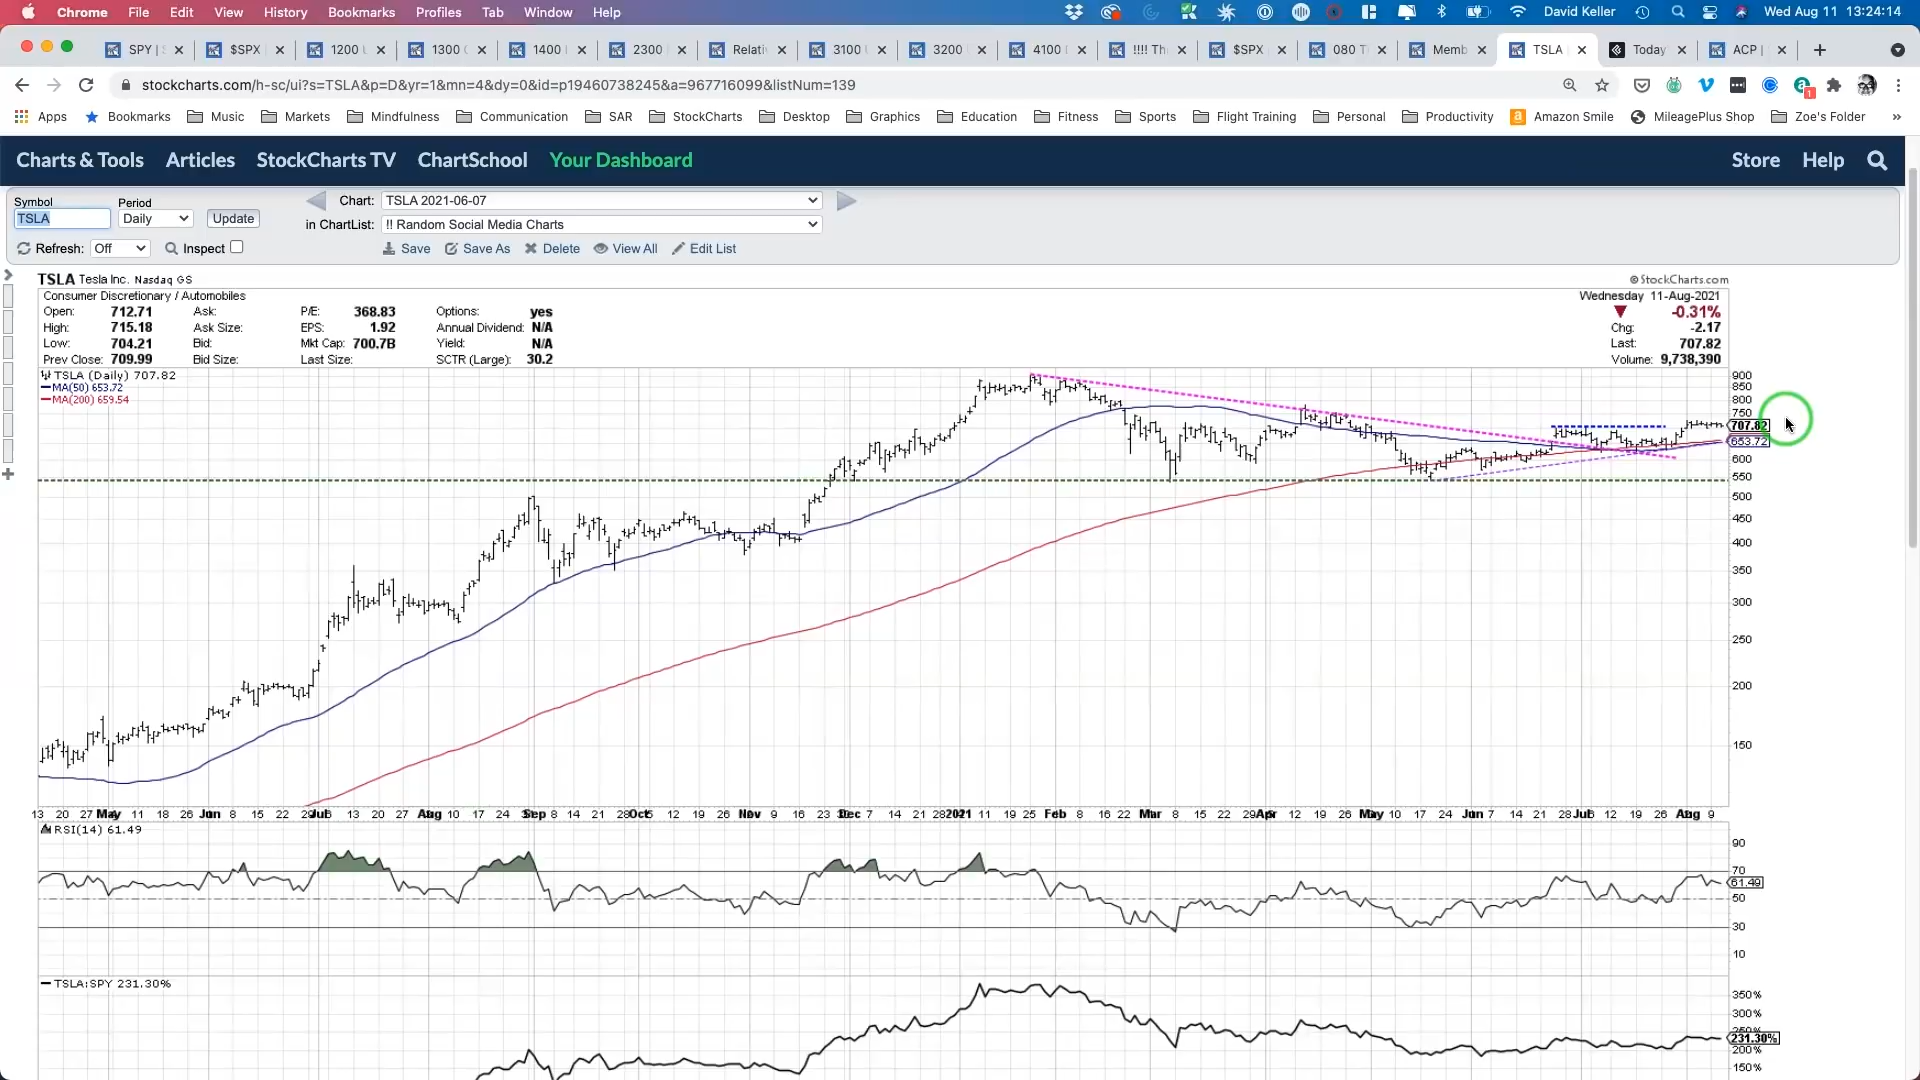 Chrome File Edit View History Bookmarks Profiles Tab Window Help David Keller Wed Aug 11 13:24:14
SPY | $SPX 1200 1300 1400 2300 Relati 3100 3200 4100 !!!! Th $SPX 080 T Memb TSLA Today ACP |
stockcharts.com/h-sc/ui?s=TSLA&p=D&yr=1&mn=4&dy=0&id=p19460738245&a=967716099&listNum=139
Apps Bookmarks Music Markets Mindfulness Communication SAR StockCharts Desktop Graphics Education Fitness Sports Flight Training Personal Productivity Amazon Smile MileagePlus Shop Zoe's Folder »
Charts & Tools Articles StockCharts TV ChartSchool Your Dashboard Store Help
Symbol Period Chart: TSLA 2021-06-07
TSLA Daily Update in ChartList: !! Random Social Media Charts
Refresh: Off Inspect Save Save As Delete View All Edit List
TSLA Tesla Inc. Nasdaq GS ©StockCharts.com
Consumer Discretionary / Automobiles Wednesday 11-Aug-2021
Open: 712.71 Ask: P/E: 368.83 Options: yes -0.31%
High: 715.18 Ask Size: EPS: 1.92 Annual Dividend: N/A Chg: -2.17
Low: 704.21 Bid: Mkt Cap: 700.7B Yield: N/A Last: 707.82
Prev Close: 709.99 Bid Size: Last Size: SCTR (Large): 30.2 Volume: 9,738,390
TSLA (Daily) 707.82
MA(50) 653.72
MA(200) 659.54
900
850
800
750
707.82
653.72
600
550
500
450
400
350
300
250
200
150
13 20 27 May 11 18 26 Jun 8 15 22 29 Jul 13 20 27 Aug 10 17 24 Sep 8 14 21 28 Oct 5 12 19 26 Nov 9 16 23 Dec 7 14 21 28 2021 11 19 25 Feb 8 16 22 Mar 8 15 22 29 Apr 12 19 26 May 10 17 24 Jun 7 14 21 28 Jul 6 12 19 26 Aug 9
RSI(14) 61.49
90
70
61.49
50
30
10
TSLA:SPY 231.30%
350%
300%
250%
231.30%
200%
150%